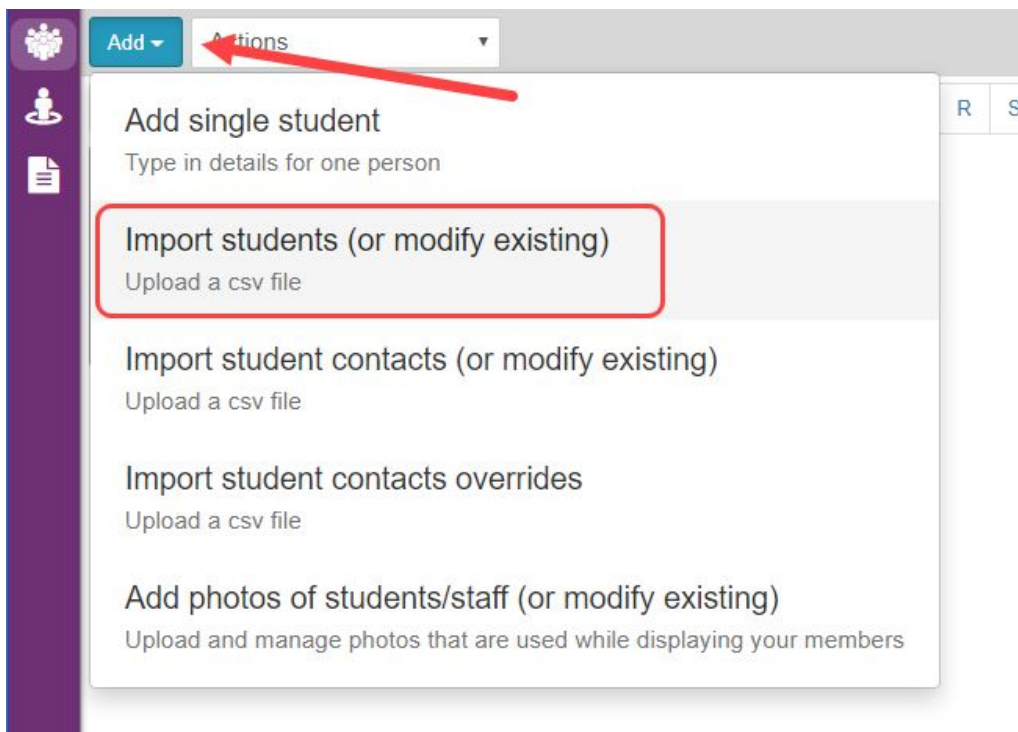 Add Actions
R S
Add single student
Type in details for one person
Import students (or modify existing)
Upload a csv file
Import student contacts (or modify existing)
Upload a csv file
Import student contacts overrides
Upload a csv file
Add photos of students/staff (or modify existing)
Upload and manage photos that are used while displaying your members